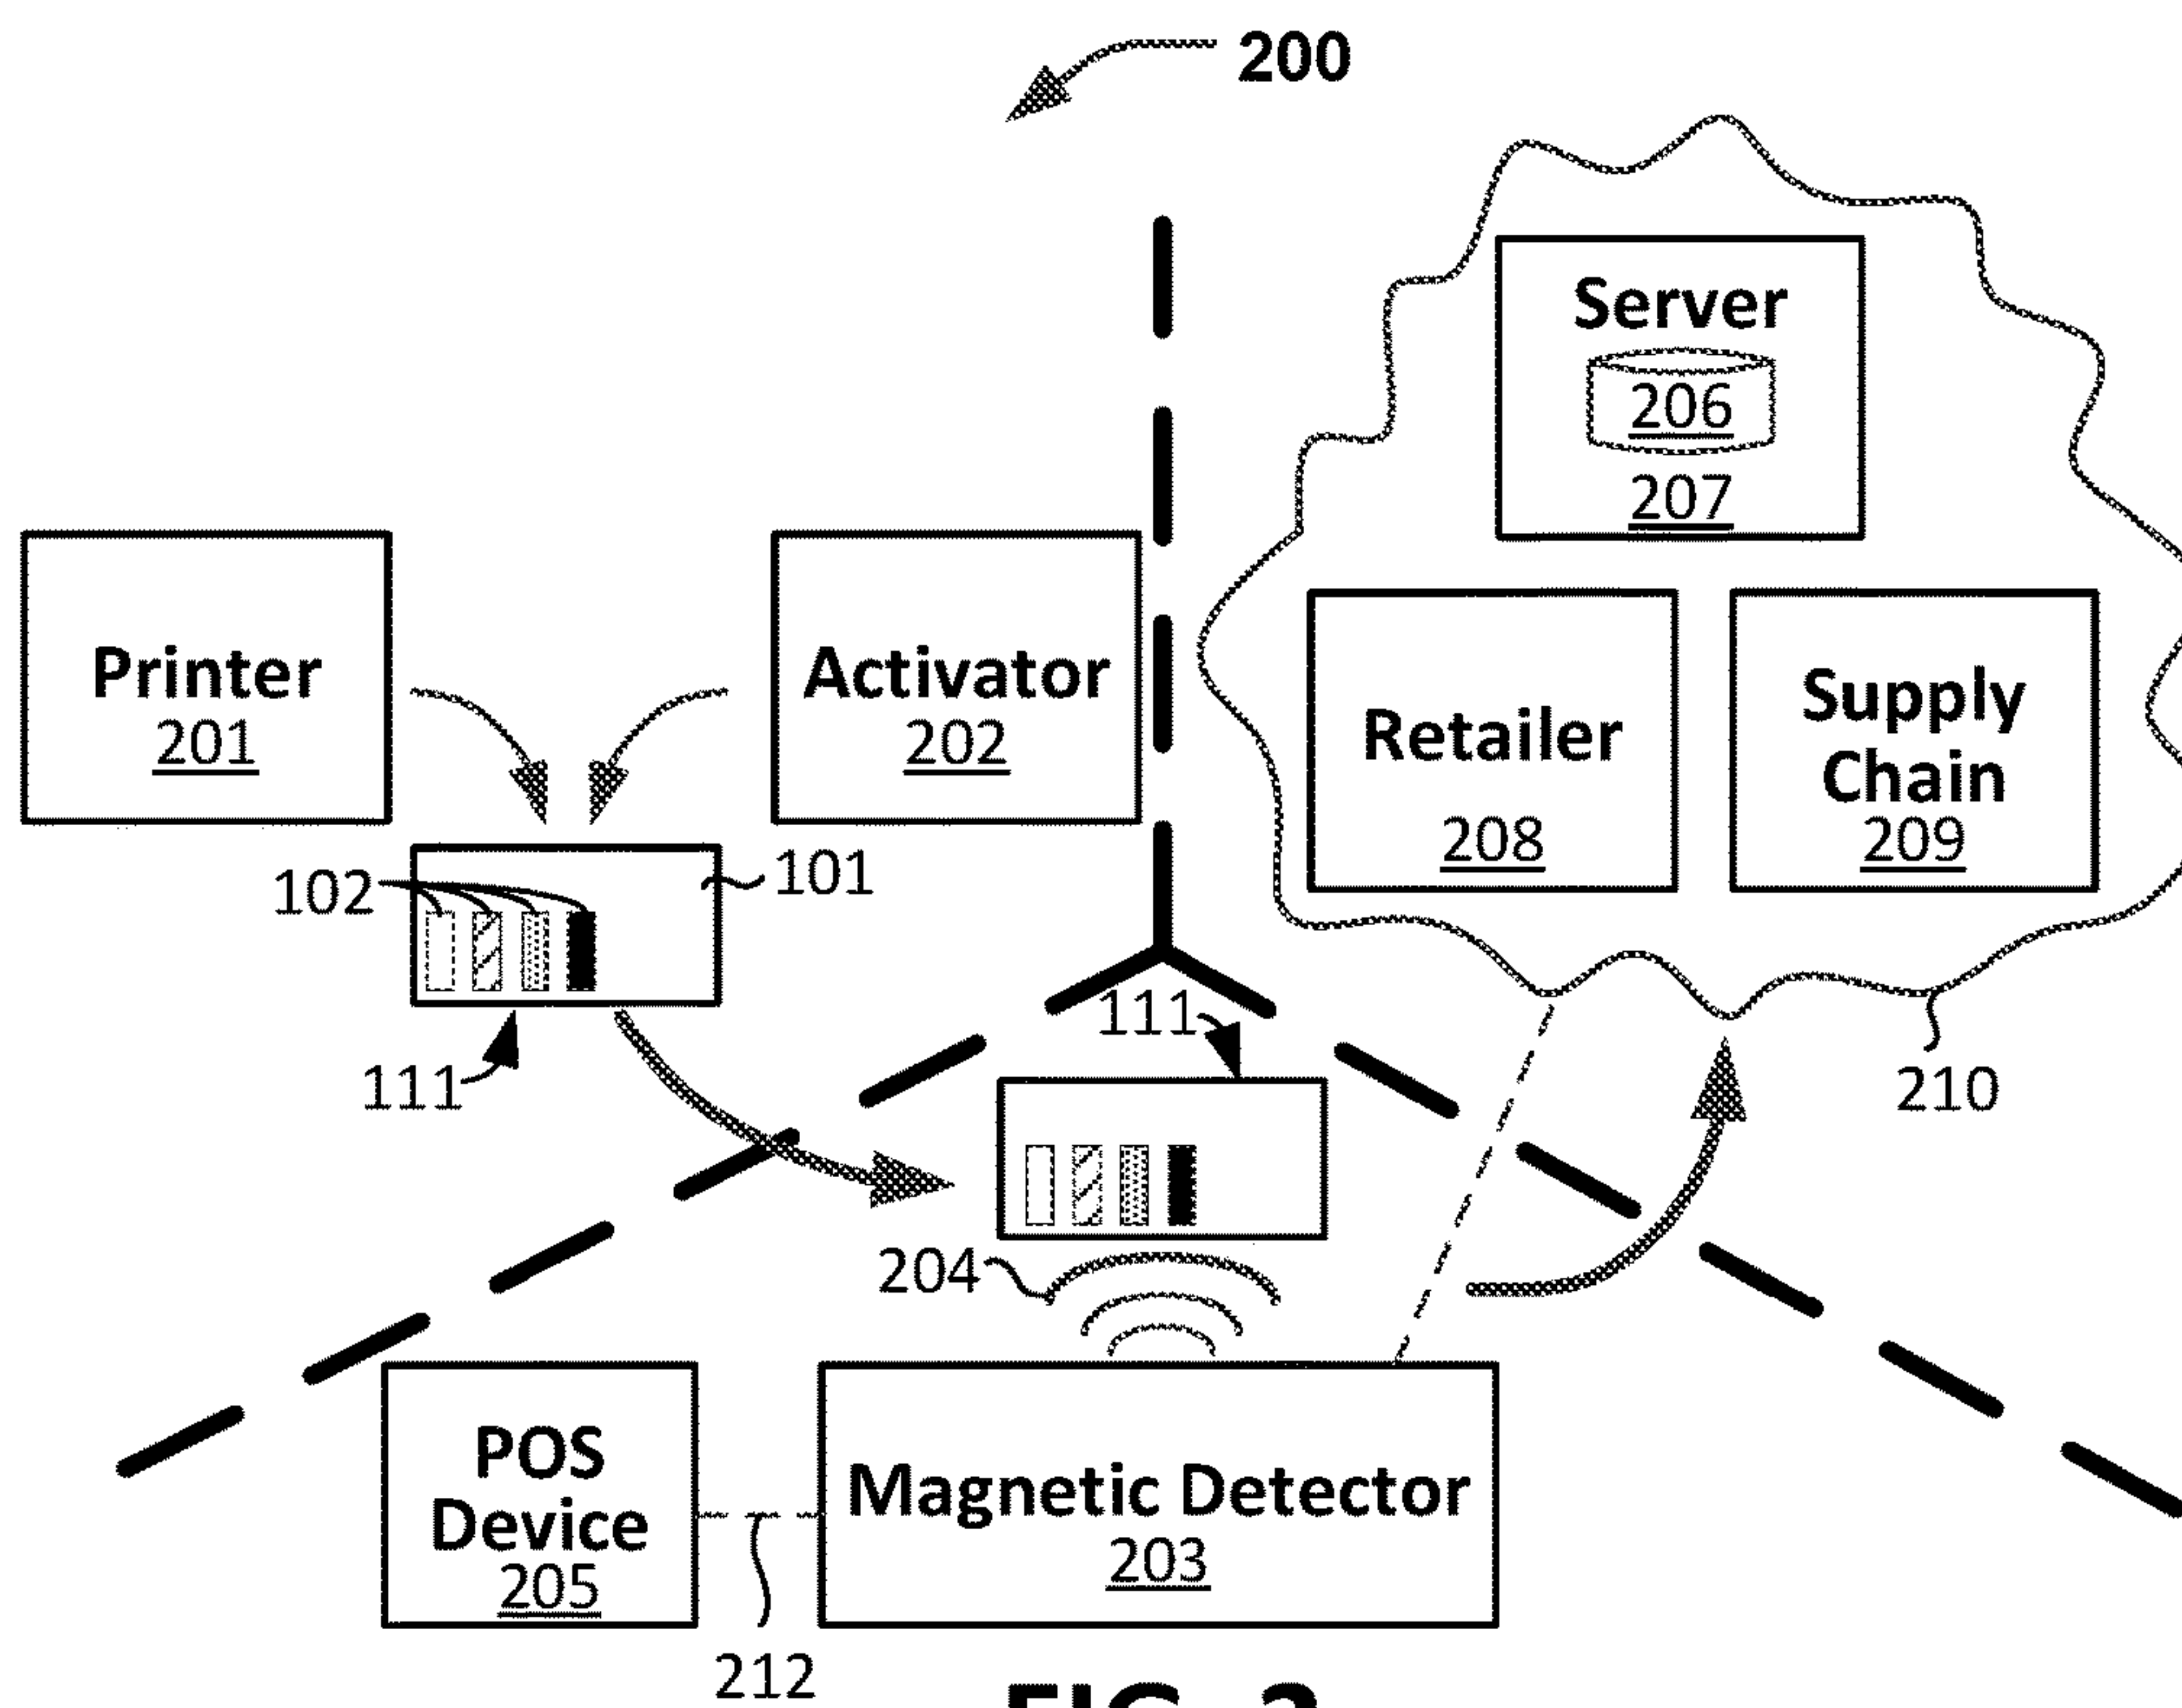 200
Server
206
207
Printer
201
Activator
202
Retailer
208
Supply
Chain
209
102
101
111
111
210
204
POS
Device
205
Magnetic Detector
203
212